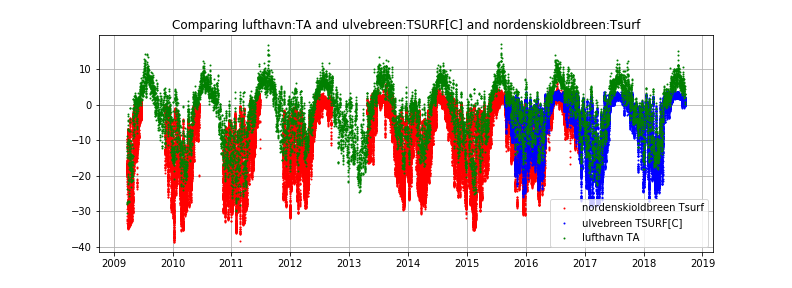 Comparing lufthavn:TA and ulvebreen:TSURF[C] and nordenskioldbreen:Tsurf
10
0
−10
−20
−30
−40
nordenskioldbreen Tsurf
ulvebreen TSURF[C]
lufthavn TA
2009 2010 2011 2012 2013 2014 2015 2016 2017 2018 2019